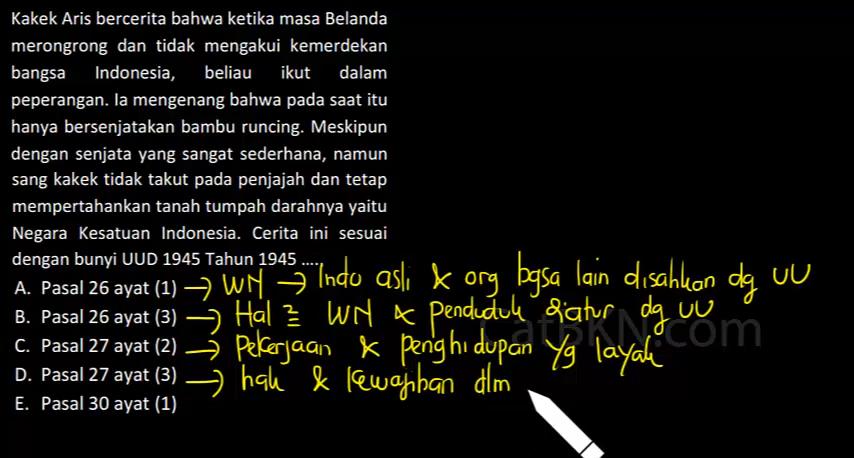 Kakek Aris bercerita bahwa ketika masa Belanda
merongrong dan tidak mengakui kemerdekan
bangsa Indonesia, beliau ikut dalam
peperangan. Ia mengenang bahwa pada saat itu
hanya bersenjatakan bambu runcing. Meskipun
dengan senjata yang sangat sederhana, namun
sang kakek tidak takut pada penjajah dan tetap
mempertahankan tanah tumpah darahnya yaitu
Negara Kesatuan Indonesia. Cerita ini sesuai
dengan bunyi UUD 1945 Tahun 1945 .....
A. Pasal 26 ayat (1) → WN → Indo asli & org bgsa lain disahkan dg UU
B. Pasal 26 ayat (3) → Hal² WN & Penduduk diatur dg UU
C. Pasal 27 ayat (2) → Pekerjaan & Penghidupan yg layak
D. Pasal 27 ayat (3) → hak & kewajiban dlm
E. Pasal 30 ayat (1)
CatBKN.com